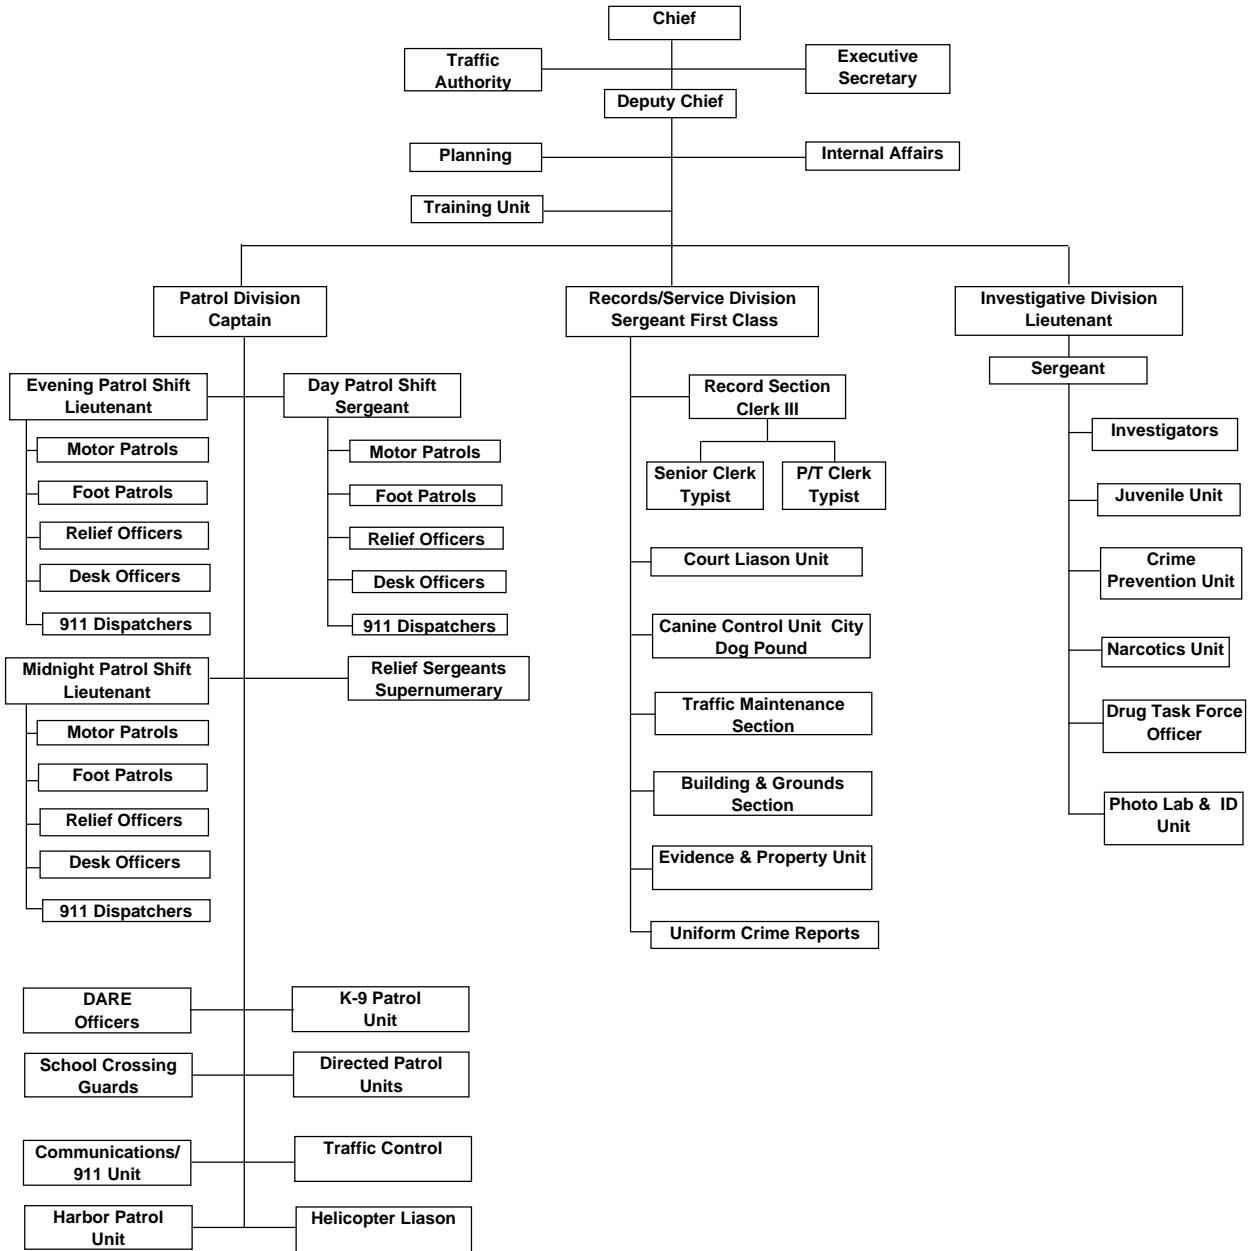 Chief
Traffic
Authority
Executive
Secretary
Deputy Chief
Planning
Internal Affairs
Training Unit
Patrol Division
Captain
Records/Service Division
Sergeant First Class
Investigative Division
Lieutenant
Sergeant
Evening Patrol Shift
Lieutenant
Motor Patrols
Foot Patrols
Relief Officers
Desk Officers
911 Dispatchers
Day Patrol Shift
Sergeant
Motor Patrols
Foot Patrols
Relief Officers
Desk Officers
911 Dispatchers
Midnight Patrol Shift
Lieutenant
Motor Patrols
Foot Patrols
Relief Officers
Desk Officers
911 Dispatchers
Relief Sergeants
Supernumerary
DARE
Officers
K-9 Patrol
Unit
School Crossing
Guards
Directed Patrol
Units
Communications/
911 Unit
Traffic Control
Harbor Patrol
Unit
Helicopter Liason
Record Section
Clerk III
Senior Clerk
Typist
P/T Clerk
Typist
Court Liason Unit
Canine Control Unit City
Dog Pound
Traffic Maintenance
Section
Building & Grounds
Section
Evidence & Property Unit
Uniform Crime Reports
Investigators
Juvenile Unit
Crime
Prevention Unit
Narcotics Unit
Drug Task Force
Officer
Photo Lab & ID
Unit